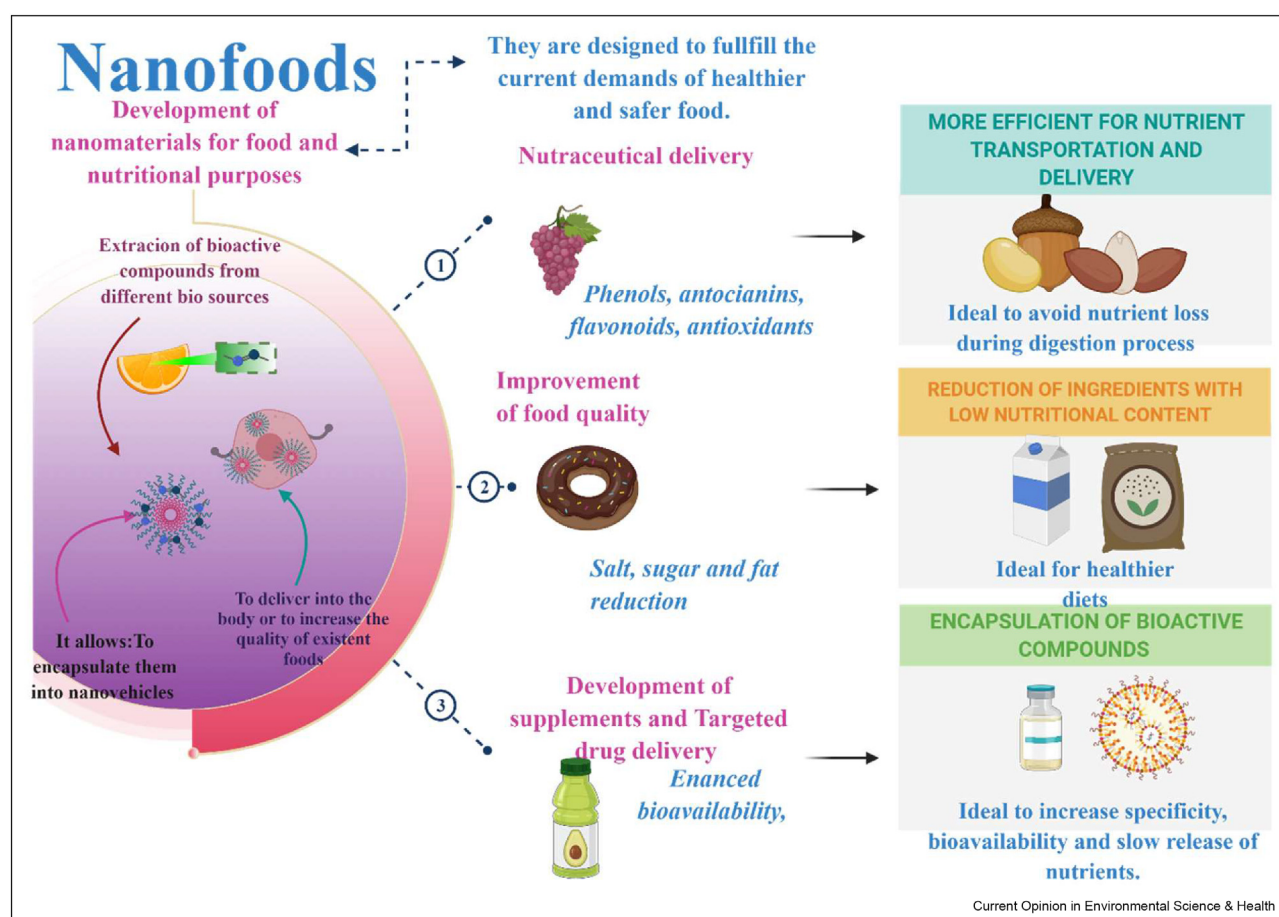 Nanofoods
Development of
nanomaterials for food and
nutritional purposes
They are designed to fullfill the
current demands of healthier
and safer food.
Extracion of bioactive
compounds from
different bio sources
It allows:To
encapsulate them
into nanovehicles
To deliver into the
body or to increase the
quality of existent
foods
1
Nutraceutical delivery
Phenols, antocianins,
flavonoids, antioxidants
MORE EFFICIENT FOR NUTRIENT
TRANSPORTATION AND
DELIVERY
Ideal to avoid nutrient loss
during digestion process
2
Improvement
of food quality
Salt, sugar and fat
reduction
REDUCTION OF INGREDIENTS WITH
LOW NUTRITIONAL CONTENT
Ideal for healthier
diets
3
Development of
supplements and Targeted
drug delivery
Enanced
bioavailability,
ENCAPSULATION OF BIOACTIVE
COMPOUNDS
Ideal to increase specificity,
bioavailability and slow release of
nutrients.
Current Opinion in Environmental Science & Health